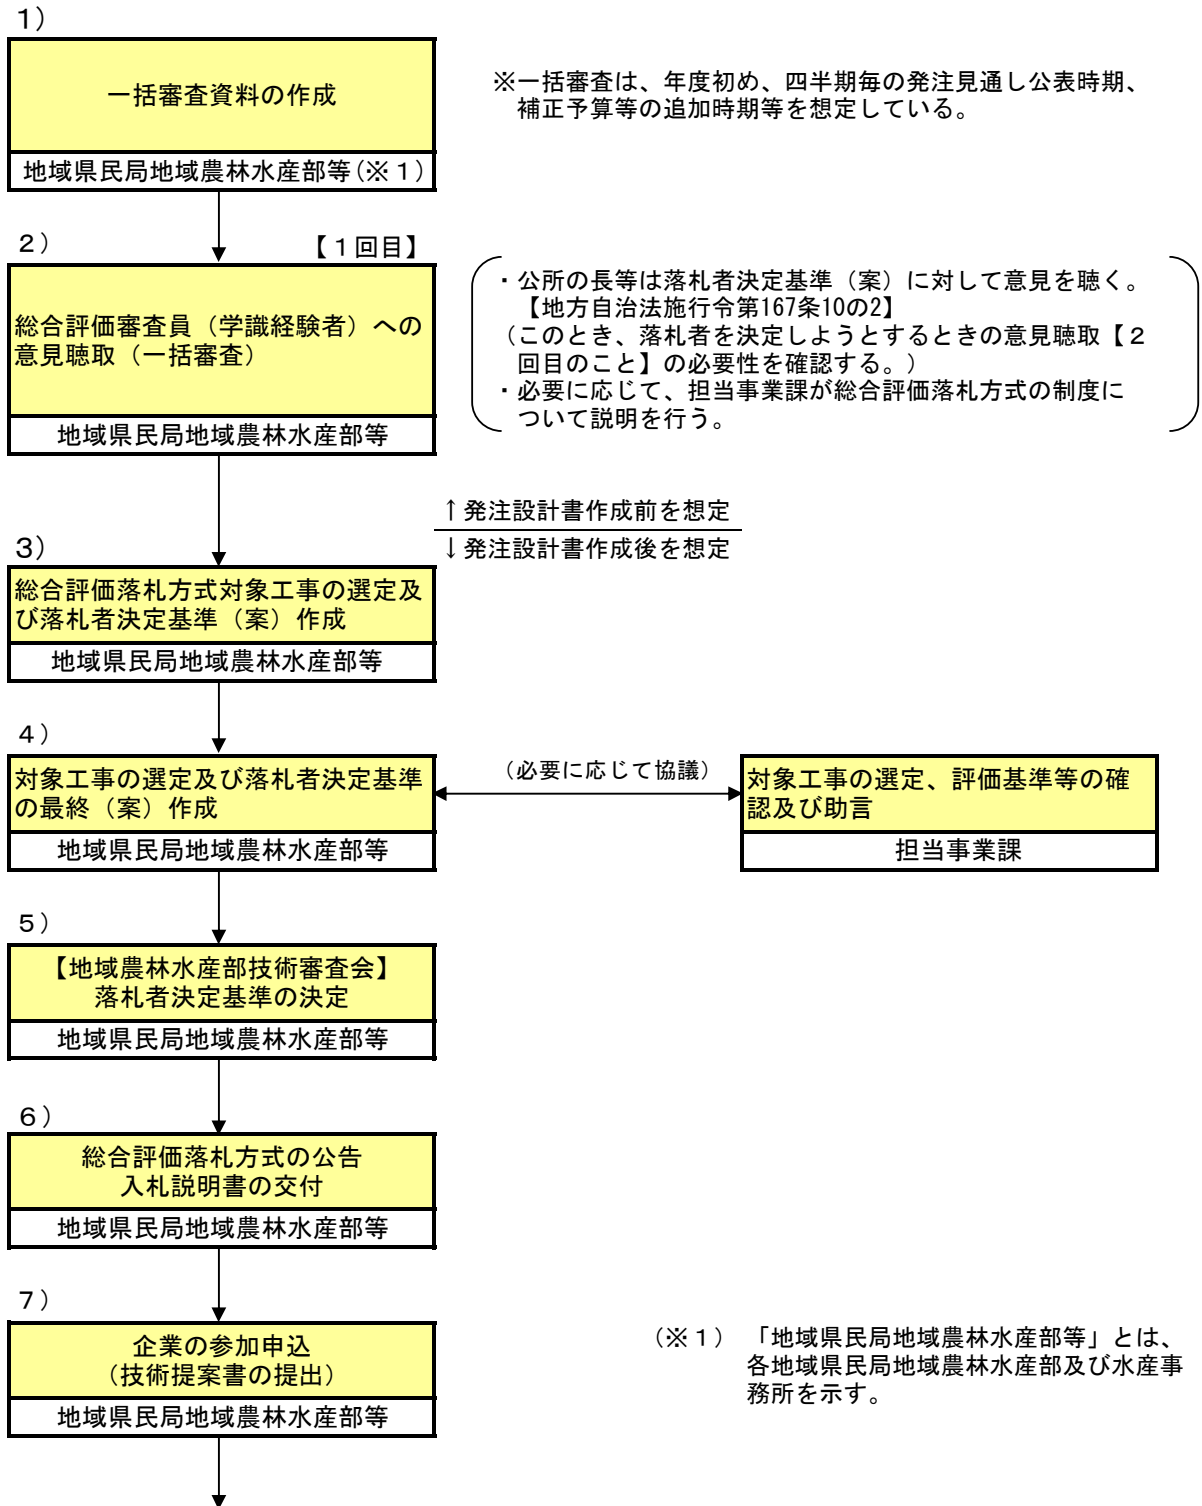 １）
一括審査資料の作成
地域県民局地域農林水産部等(※１)
※一括審査は、年度初め、四半期毎の発注見通し公表時期、
補正予算等の追加時期等を想定している。
２）
【１回目】
総合評価審査員（学識経験者）への
意見聴取（一括審査）
地域県民局地域農林水産部等
・公所の長等は落札者決定基準（案）に対して意見を聴く。
【地方自治法施行令第167条10の2】
（このとき、落札者を決定しようとするときの意見聴取【２
回目のこと】の必要性を確認する。）
・必要に応じて、担当事業課が総合評価落札方式の制度に
ついて説明を行う。
↑発注設計書作成前を想定
↓発注設計書作成後を想定
３）
総合評価落札方式対象工事の選定及
び落札者決定基準（案）作成
地域県民局地域農林水産部等
４）
対象工事の選定及び落札者決定基準
の最終（案）作成
地域県民局地域農林水産部等
（必要に応じて協議）
対象工事の選定、評価基準等の確
認及び助言
担当事業課
５）
【地域農林水産部技術審査会】
落札者決定基準の決定
地域県民局地域農林水産部等
６）
総合評価落札方式の公告
入札説明書の交付
地域県民局地域農林水産部等
７）
企業の参加申込
（技術提案書の提出）
地域県民局地域農林水産部等
（※１）　「地域県民局地域農林水産部等」とは、
各地域県民局地域農林水産部及び水産事
務所を示す。